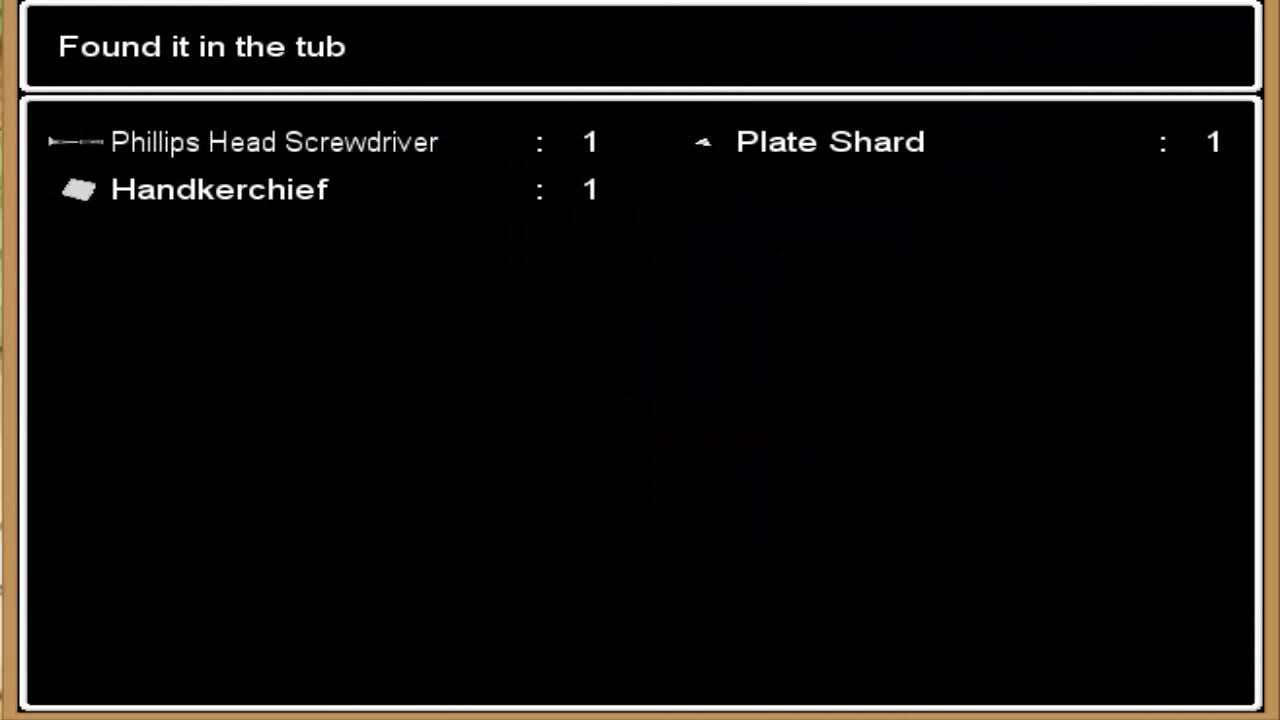 Found it in the tub
Phillips Head Screwdriver : 1 Plate Shard : 1
Handkerchief : 1